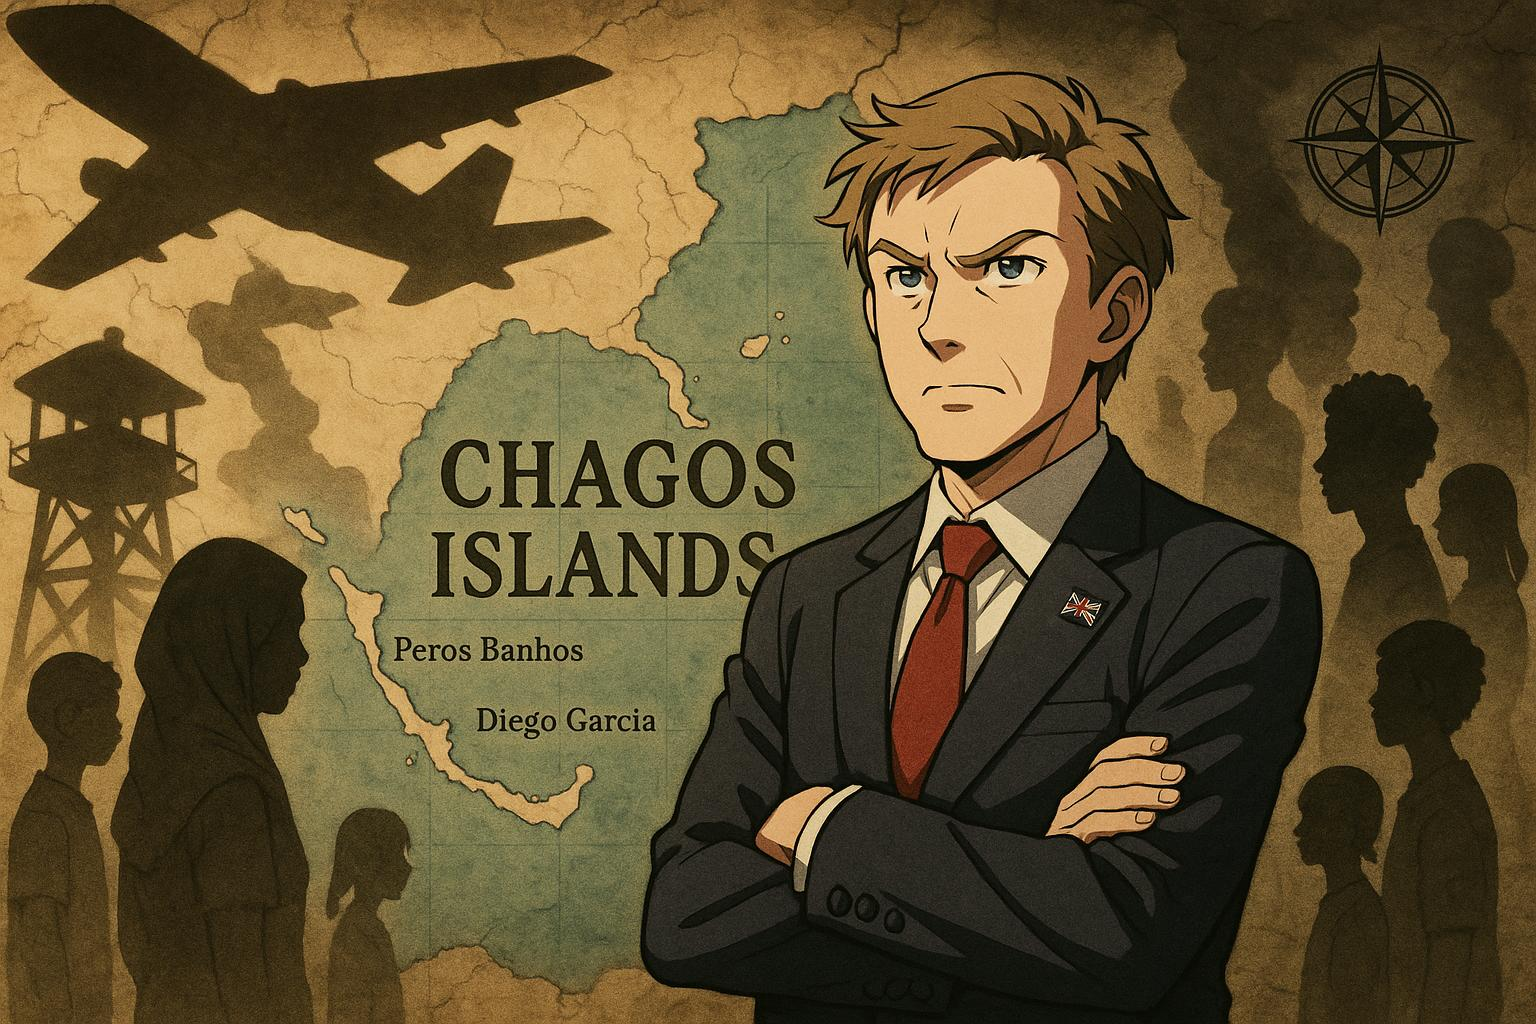 CHAGOS
ISLANDS
Peros Banhos
Diego Garcia